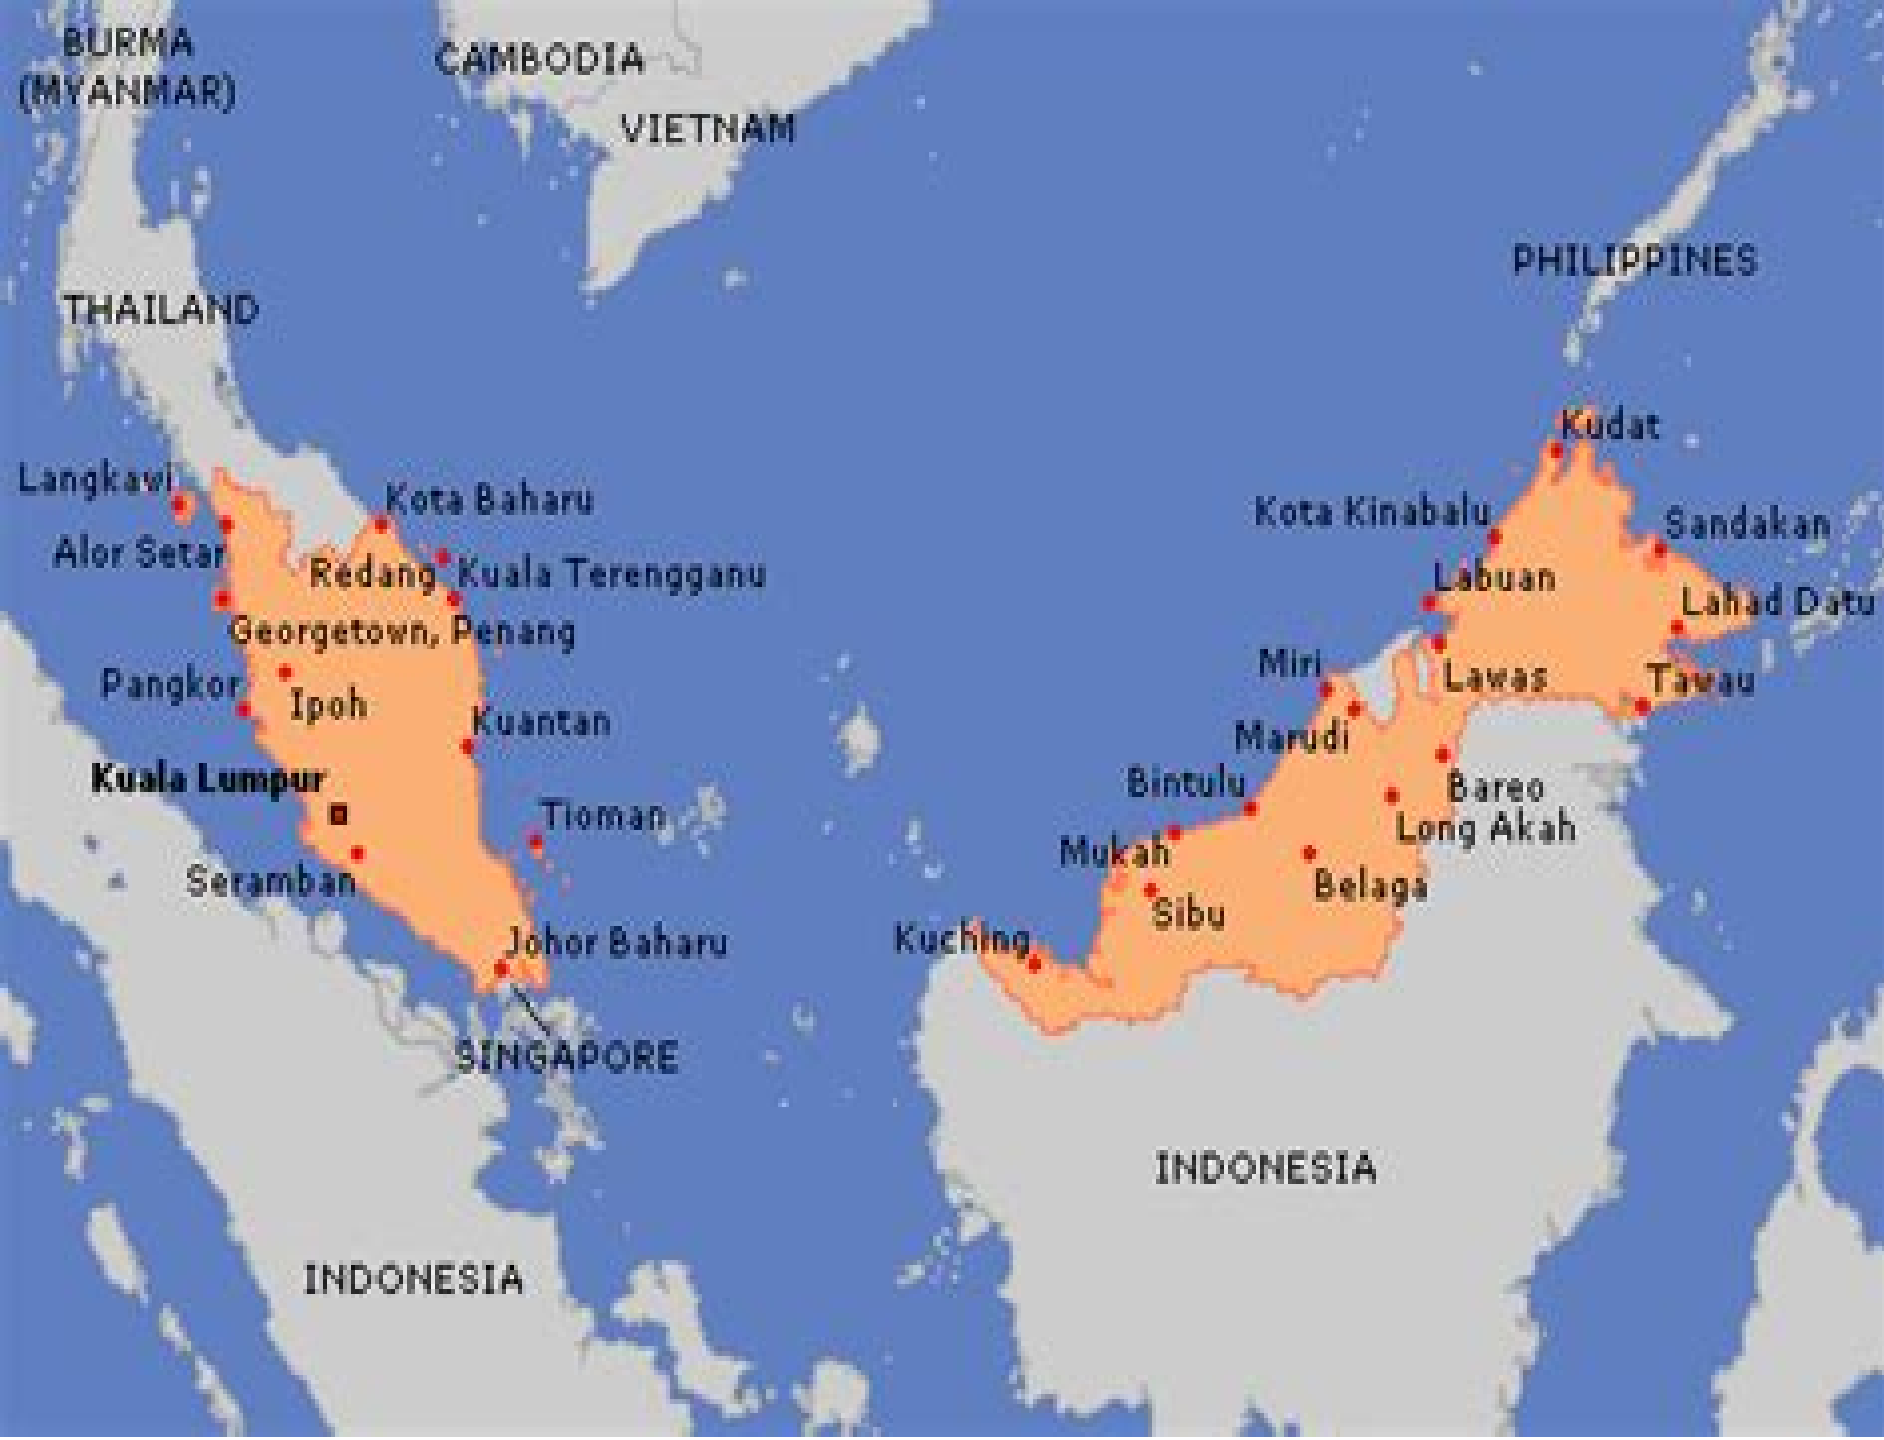 BURMA
(MYANMAR)
CAMBODIA
VIETNAM
PHILIPPINES
THAILAND
Kudat
Langkawi
Kota Baharu
Kota Kinabalu
Sandakan
Alor Setar
Redang
Kuala Terengganu
Labuan
Lahad Datu
Georgetown, Penang
Miri
Lawas
Tawau
Pangkor
Ipoh
Kuantan
Marudi
Kuala Lumpur
Bintulu
Bareo
Tioman
Long Akah
Mukah
Seramban
Belaga
Sibu
Johor Baharu
Kuching
SINGAPORE
INDONESIA
INDONESIA